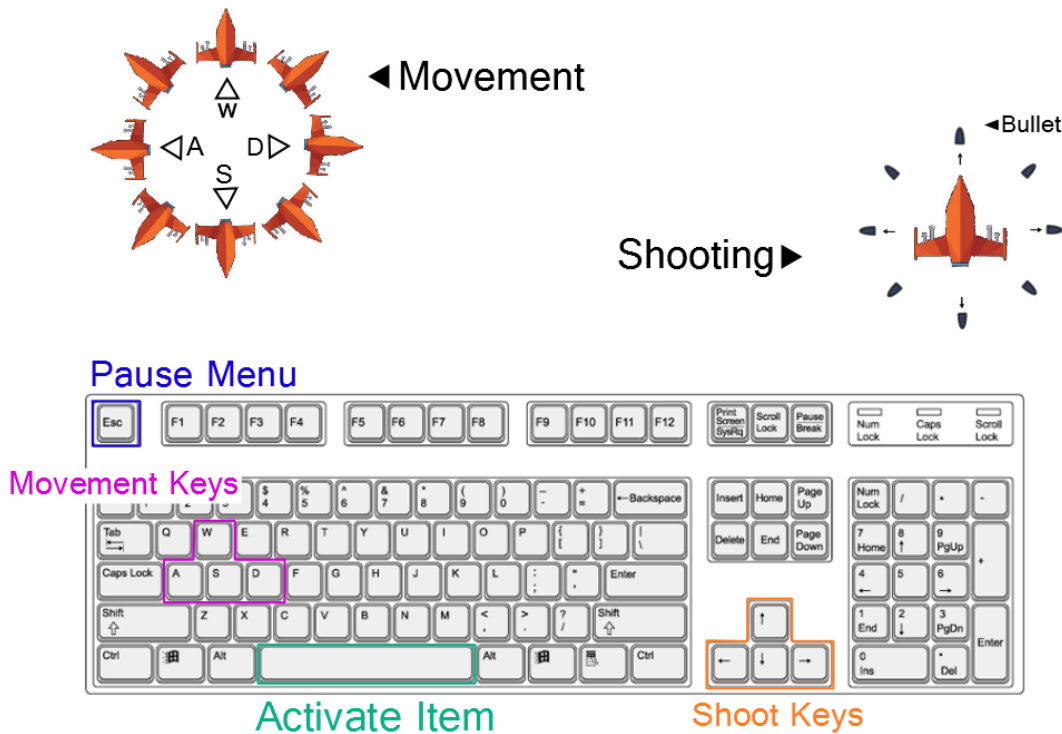 ◄Movement
W
A D
S
◄Bullet
Shooting►
Pause Menu
Esc F1 F2 F3 F4 F5 F6 F7 F8 F9 F10 F11 F12 Print Screen SysRq Scroll Lock Pause Break Num Lock Caps Lock Scroll Lock
Movement Keys
$ 4 % 5 ^ 6 & 7 * 8 ( 9 ) 0 – - + = ←Backspace Insert Home Page Up Num Lock / * -
Tab Q W E R T Y U I O P { [ } ] | \ Delete End Page Down 7 Home 8 ↑ 9 PgUp +
Caps Lock A S D F G H J K L : ; " ' Enter 4 ← 5 6 →
Shift Z X C V B N M < , > . ? / Shift ↑ 1 End 2 ↓ 3 PgDn Enter
Ctrl Alt Alt Ctrl ← ↓ → 0 Ins . Del
Activate Item
Shoot Keys